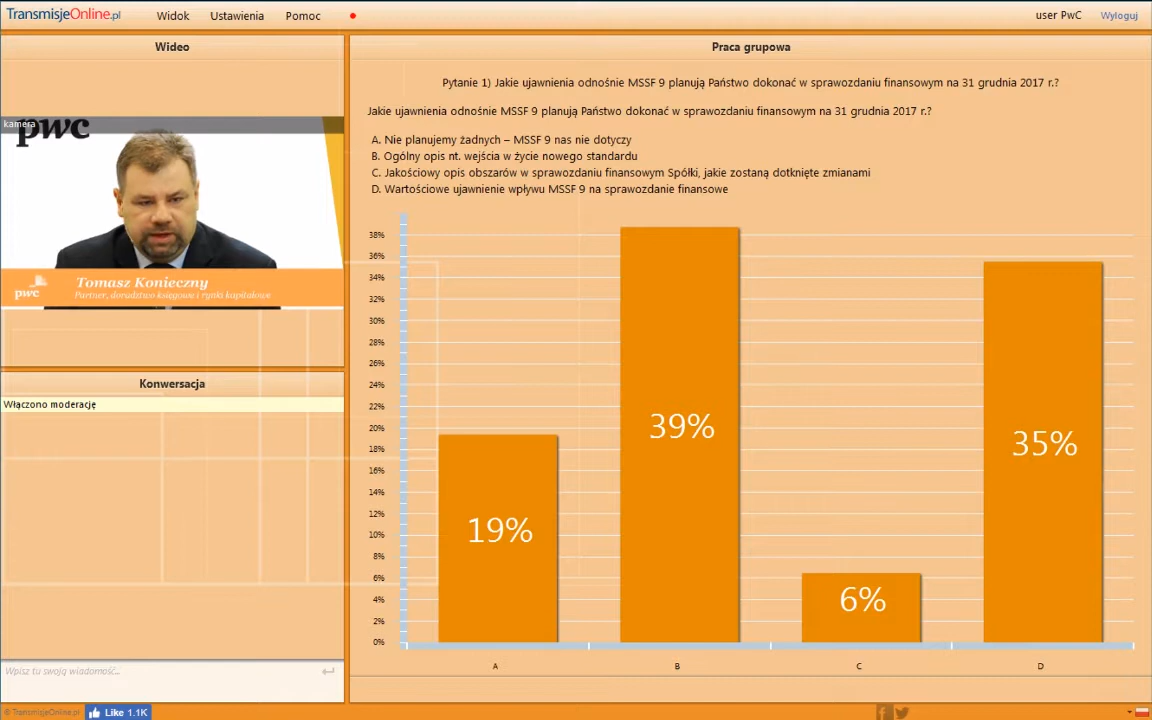 TransmisjeOnline.pl
Widok Ustawienia Pomoc
user PwC Wyloguj
Wideo
kamera
pwc
pwc
Tomasz Konieczny
Partner, doradztwo księgowe i rynki kapitałowe
Konwersacja
Włączono moderację
Wpisz tu swoją wiadomość...
Praca grupowa
Pytanie 1) Jakie ujawnienia odnośnie MSSF 9 planują Państwo dokonać w sprawozdaniu finansowym na 31 grudnia 2017 r.?
Jakie ujawnienia odnośnie MSSF 9 planują Państwo dokonać w sprawozdaniu finansowym na 31 grudnia 2017 r.?
A. Nie planujemy żadnych – MSSF 9 nas nie dotyczy
B. Ogólny opis nt. wejścia w życie nowego standardu
C. Jakościowy opis obszarów w sprawozdaniu finansowym Spółki, jakie zostaną dotknięte zmianami
D. Wartościowe ujawnienie wpływu MSSF 9 na sprawozdanie finansowe
38%
36%
34%
32%
30%
28%
26%
24%
22%
20%
18%
16%
14%
12%
10%
8%
6%
4%
2%
0%
19%
39%
6%
35%
A B C D
© TransmisjeOnline.pl
Like 1.1K